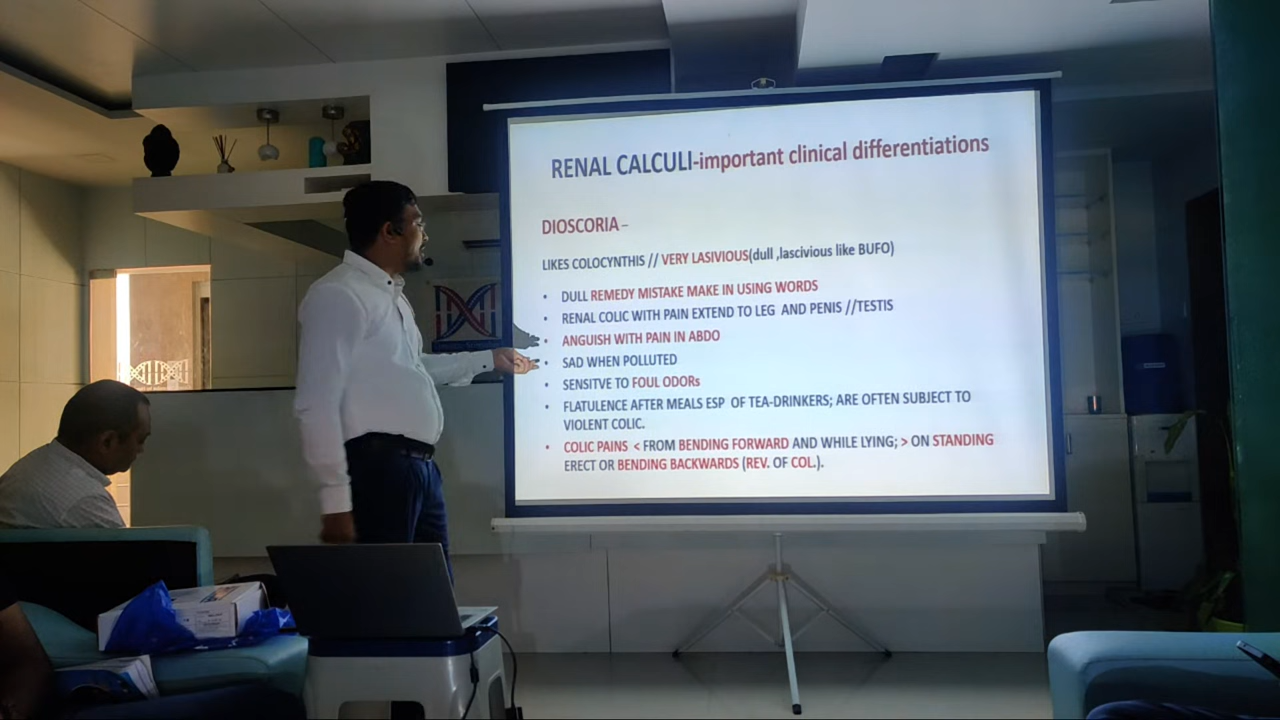 RENAL CALCULI-important clinical differentiations
DIOSCORIA –
LIKES COLOCYNTHIS // VERY LASIVIOUS(dull ,lascivious like BUFO)
• DULL REMEDY MISTAKE MAKE IN USING WORDS
• RENAL COLIC WITH PAIN EXTEND TO LEG AND PENIS //TESTIS
• ANGUISH WITH PAIN IN ABDO
• SAD WHEN POLLUTED
• SENSITVE TO FOUL ODORs
• FLATULENCE AFTER MEALS ESP OF TEA-DRINKERS; ARE OFTEN SUBJECT TO
VIOLENT COLIC.
• COLIC PAINS < FROM BENDING FORWARD AND WHILE LYING; > ON STANDING
ERECT OR BENDING BACKWARDS (REV. OF COL.).